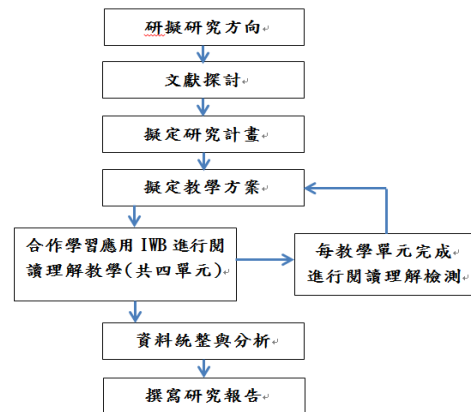 研擬研究方向
文獻探討
擬定研究計畫
擬定教學方案
合作學習應用 IWB 進行閱
讀理解教學(共四單元)
每教學單元完成
進行閱讀理解檢測
資料統整與分析
撰寫研究報告